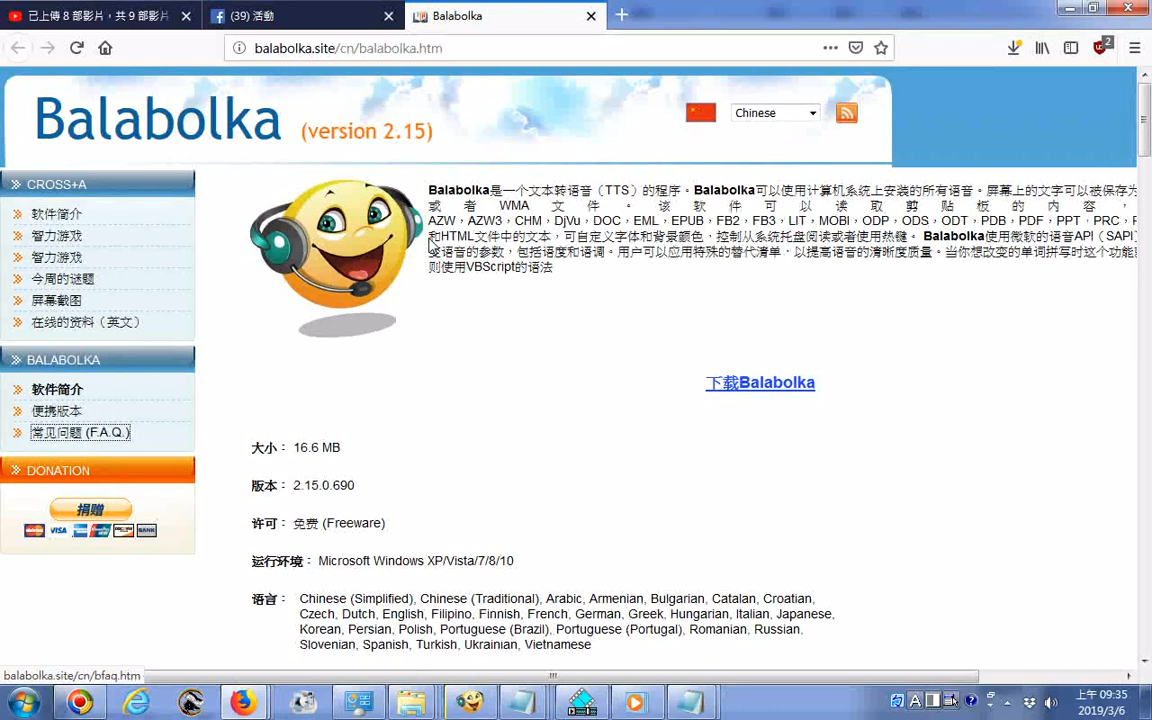 已上傳 8 部影片，共 9 部影片
(39) 活動
Balabolka
balabolka.site/cn/balabolka.htm
2
Balabolka (version 2.15)
Chinese
CROSS+A
软件简介
智力游戏
智力游戏
今周的谜题
屏幕截图
在线的资料（英文）
BALABOLKA
软件简介
便携版本
常见问题 (F.A.Q.)
DONATION
捐赠
VISA
BANK
Balabolka是一个文本转语音（TTS）的程序。Balabolka可以使用计算机系统上安装的所有语音。屏幕上的文字可以被保存为
或者 WMA 文件。该软件可以读取剪贴板的内容，
AZW，AZW3，CHM，DjVu，DOC，EML，EPUB，FB2，FB3，LIT，MOBI，ODP，ODS，ODT，PDB，PDF，PPT，PRC，
和HTML文件中的文本，可自定义字体和背景颜色，控制从系统托盘阅读或者使用热键。 Balabolka使用微软的语音API（SAPI）
变语音的参数，包括语度和语调。用户可以应用特殊的替代清单，以提高语音的清晰度质量。当你想改变的单词拼写时这个功能
则使用VBScript的语法
下载Balabolka
大小： 16.6 MB
版本： 2.15.0.690
许可： 免费 (Freeware)
运行环境： Microsoft Windows XP/Vista/7/8/10
语言： Chinese (Simplified), Chinese (Traditional), Arabic, Armenian, Bulgarian, Catalan, Croatian,
Czech, Dutch, English, Filipino, Finnish, French, German, Greek, Hungarian, Italian, Japanese,
Korean, Persian, Polish, Portuguese (Brazil), Portuguese (Portugal), Romanian, Russian,
Slovenian, Spanish, Turkish, Ukrainian, Vietnamese
balabolka.site/cn/bfaq.htm
上午 09:35
2019/3/6